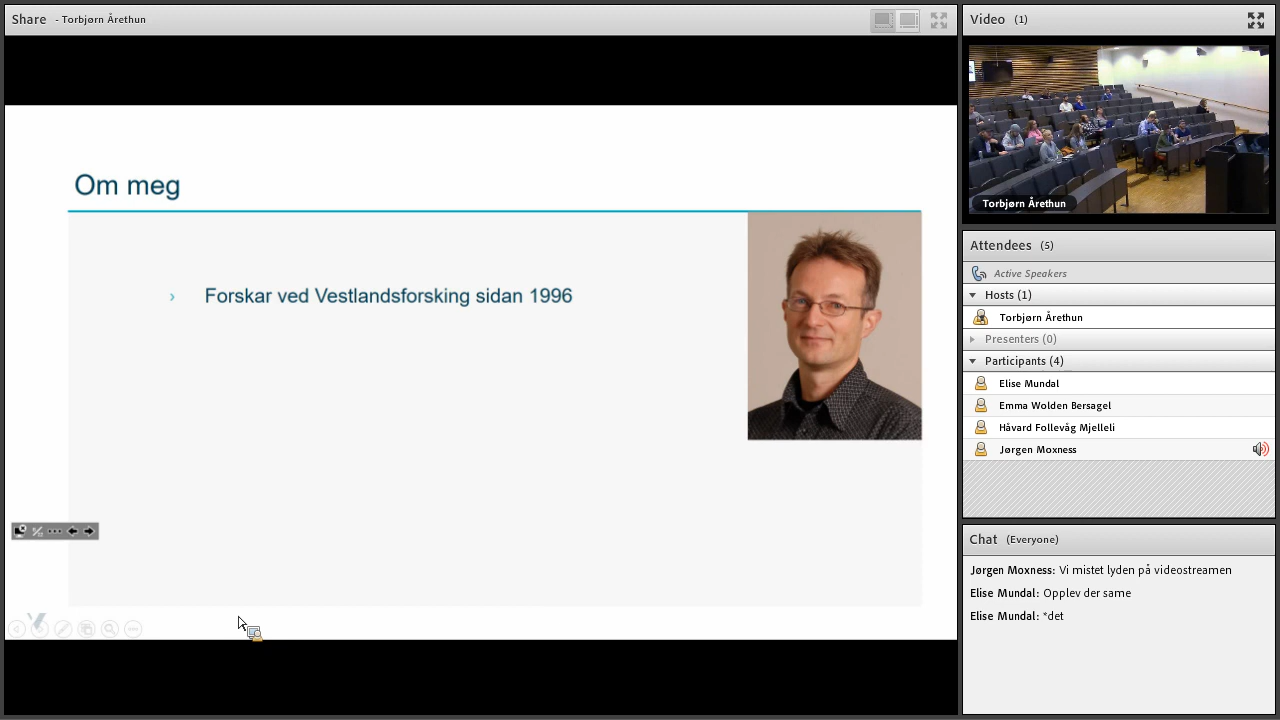 Share - Torbjørn Årethun
Om meg
› Forskar ved Vestlandsforsking sidan 1996
Video (1)
Torbjørn Årethun
Attendees (5)
Active Speakers
Hosts (1)
Torbjørn Årethun
Presenters (0)
Participants (4)
Elise Mundal
Emma Wolden Bersagel
Håvard Follevåg Mjelleli
Jørgen Moxness
Chat (Everyone)
Jørgen Moxness: Vi mistet lyden på videostreamen
Elise Mundal: Opplev der same
Elise Mundal: *det